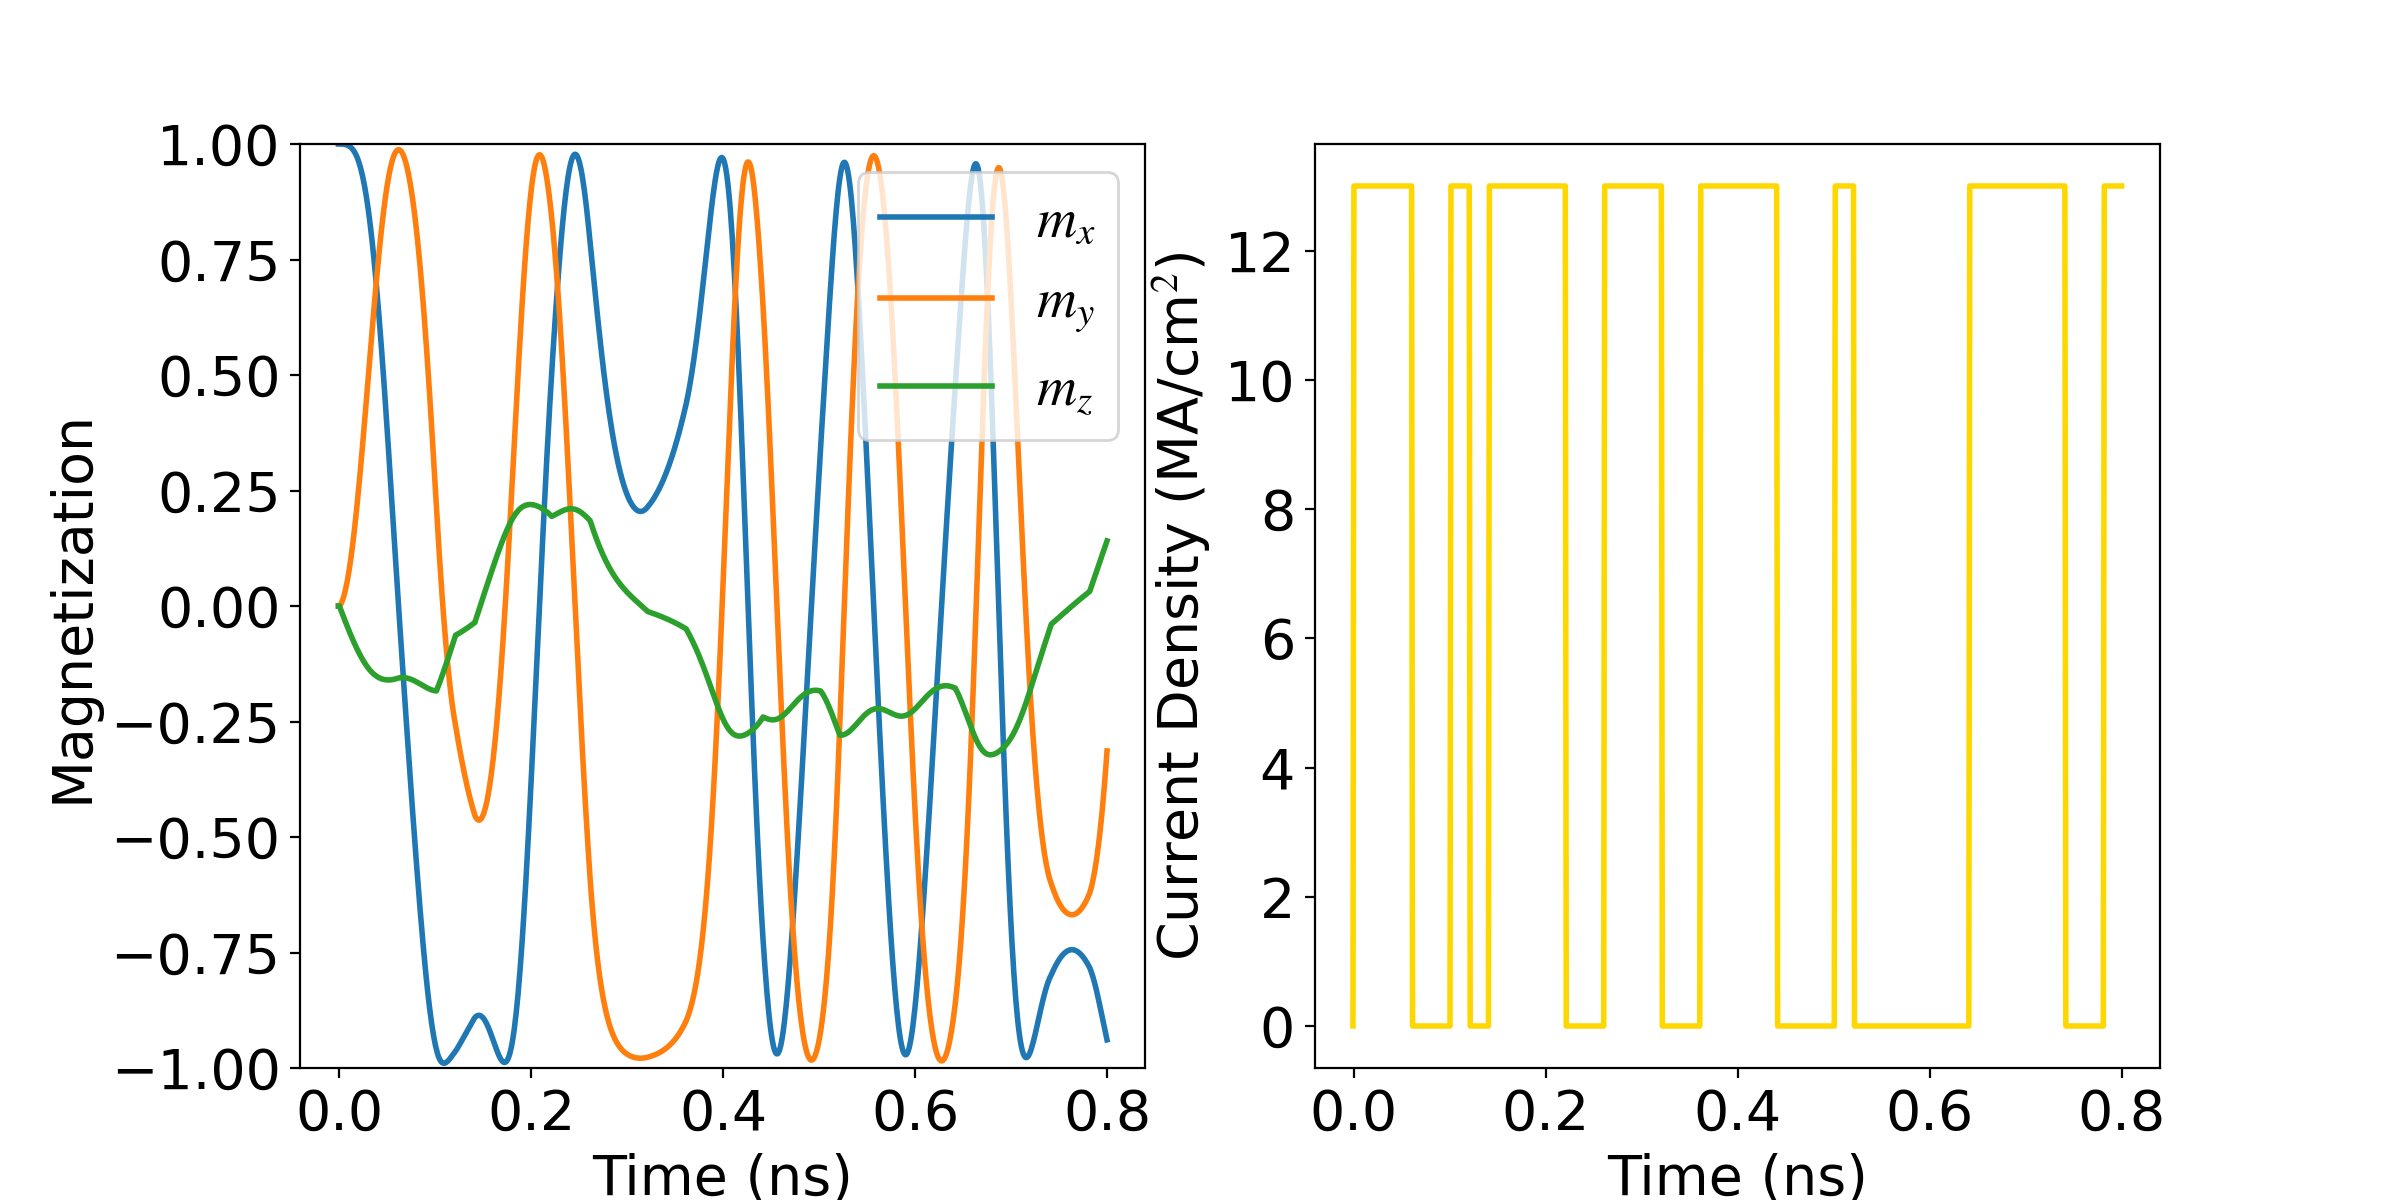 1.00
0.75
0.50
0.25
0.00
−0.25
−0.50
−0.75
−1.00
Magnetization
0.0 0.2 0.4 0.6 0.8
Time (ns)
m_x
m_y
m_z
12
10
8
6
4
2
0
Current Density (MA/cm²)
0.0 0.2 0.4 0.6 0.8
Time (ns)